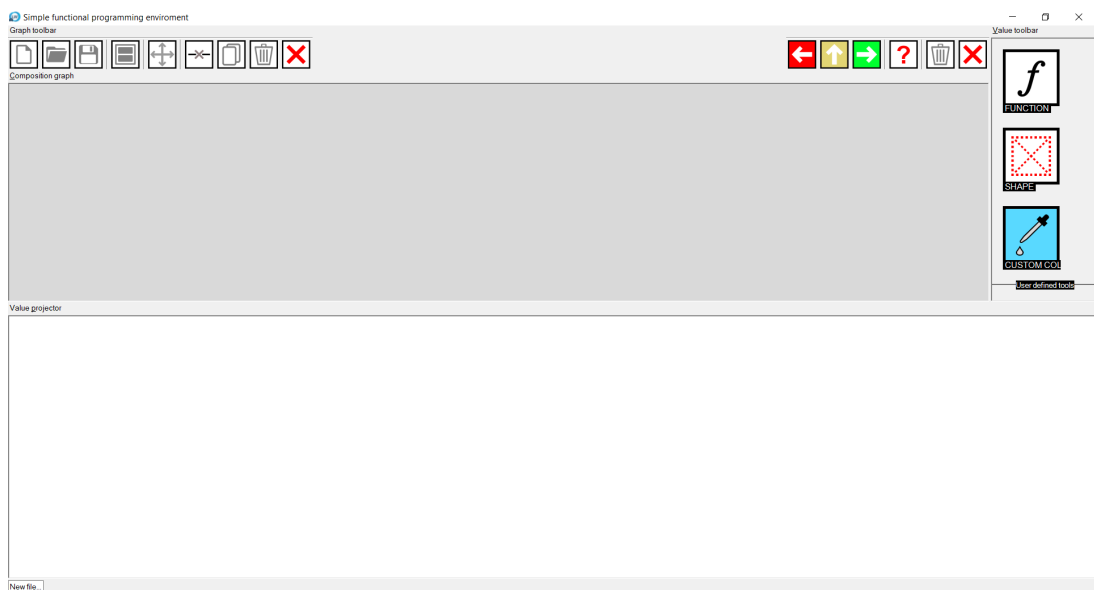 Simple functional programming enviroment
Graph toolbar
Value toolbar
?
Composition graph
f
FUNCTION
SHAPE
CUSTOM COL
User defined tools
Value projector
New file...